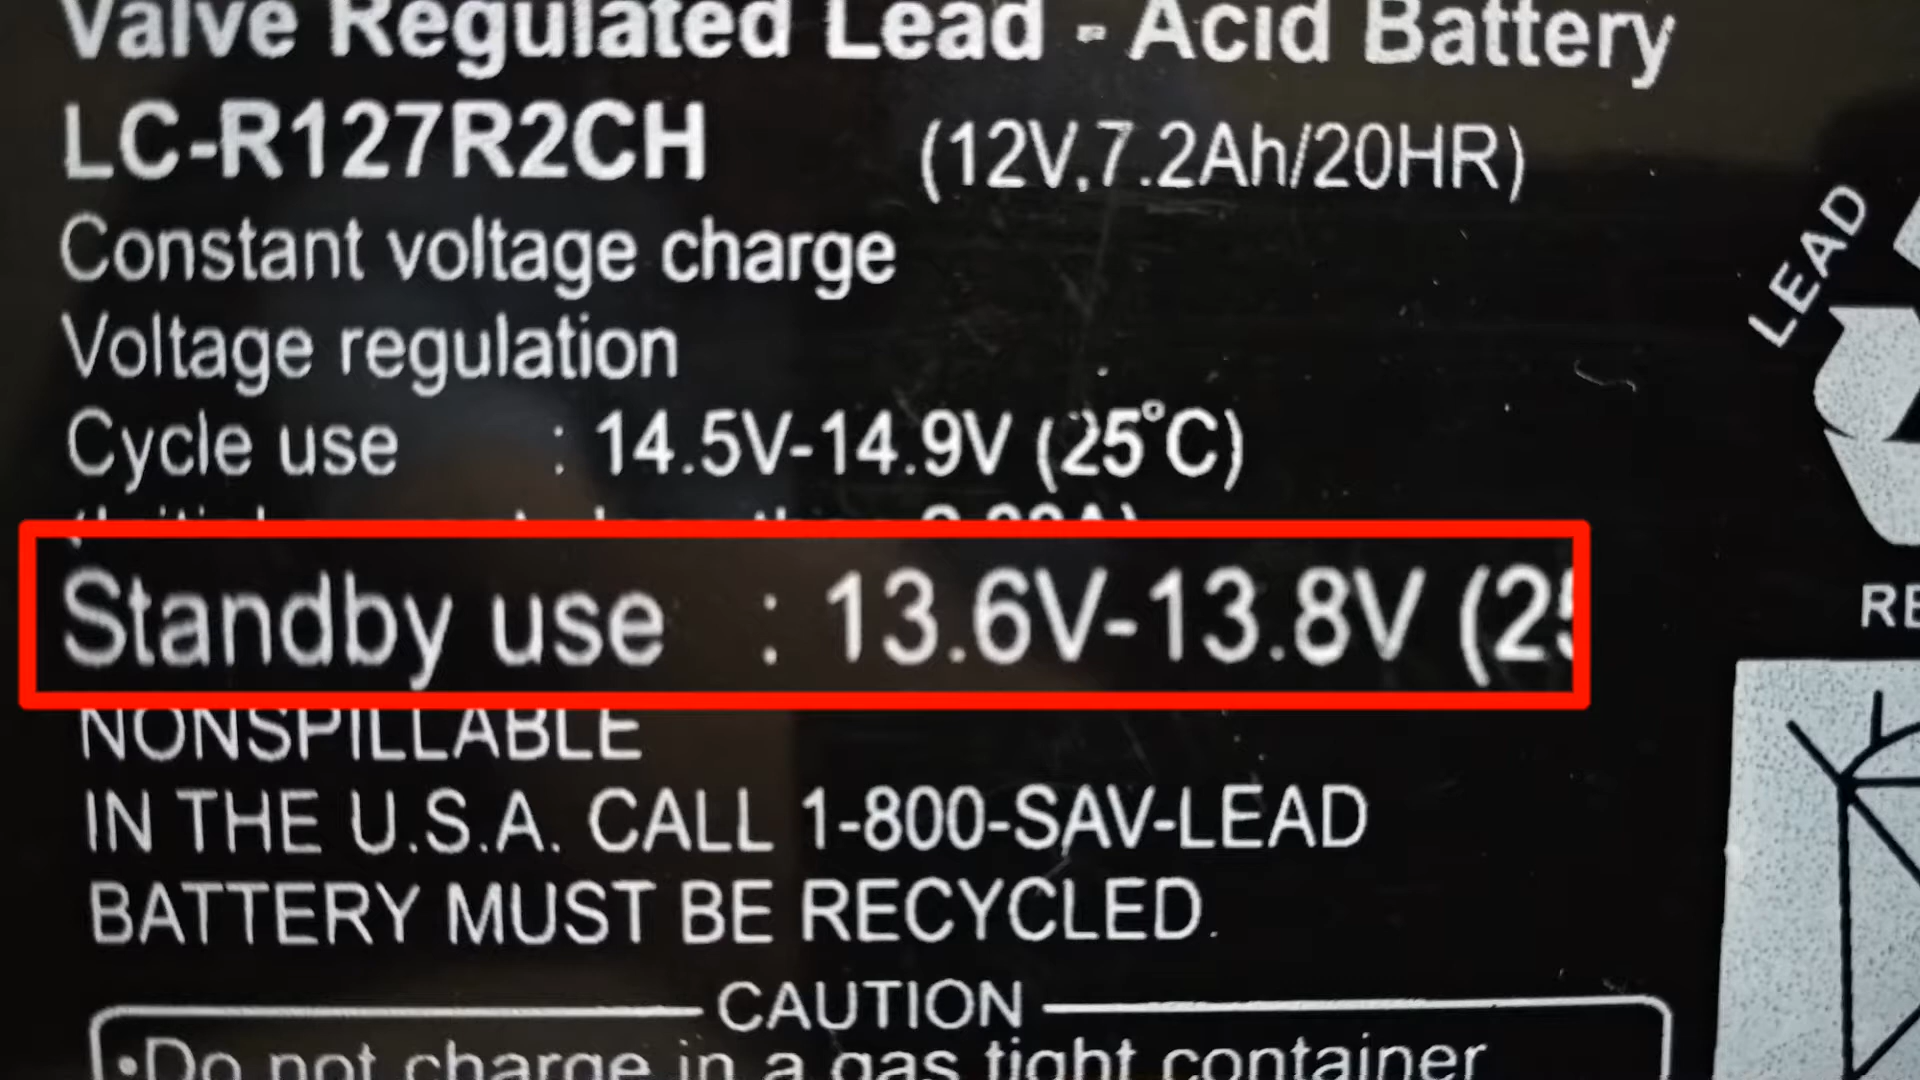 Valve Regulated Lead - Acid Battery
LC-R127R2CH (12V,7.2Ah/20HR)
Constant voltage charge
Voltage regulation
Cycle use : 14.5V-14.9V (25°C)
Standby use : 13.6V-13.8V (25
NONSPILLABLE
IN THE U.S.A. CALL 1-800-SAV-LEAD
BATTERY MUST BE RECYCLED.
CAUTION
•Do not charge in a gas tight container
LEAD